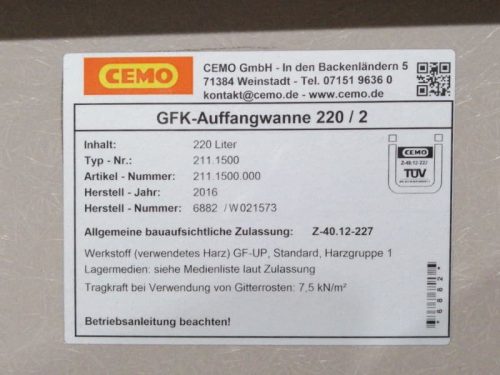 CEMO
CEMO GmbH - In den Backenländern 5
71384 Weinstadt - Tel. 07151 9636 0
kontakt@cemo.de - www.cemo.de
GFK-Auffangwanne 220 / 2
Inhalt: 220 Liter
Typ - Nr.: 211.1500
Artikel - Nummer: 211.1500.000
Herstell - Jahr: 2016
Herstell - Nummer: 6882 / W021573
CEMO
Z-40.12-227
TÜV
Allgemeine bauaufsichtliche Zulassung: Z-40.12-227
Werkstoff (verwendetes Harz) GF-UP, Standard, Harzgruppe 1
Lagermedien: siehe Medienliste laut Zulassung
Tragkraft bei Verwendung von Gitterrosten: 7,5 kN/m²
Betriebsanleitung beachten!
*6882*